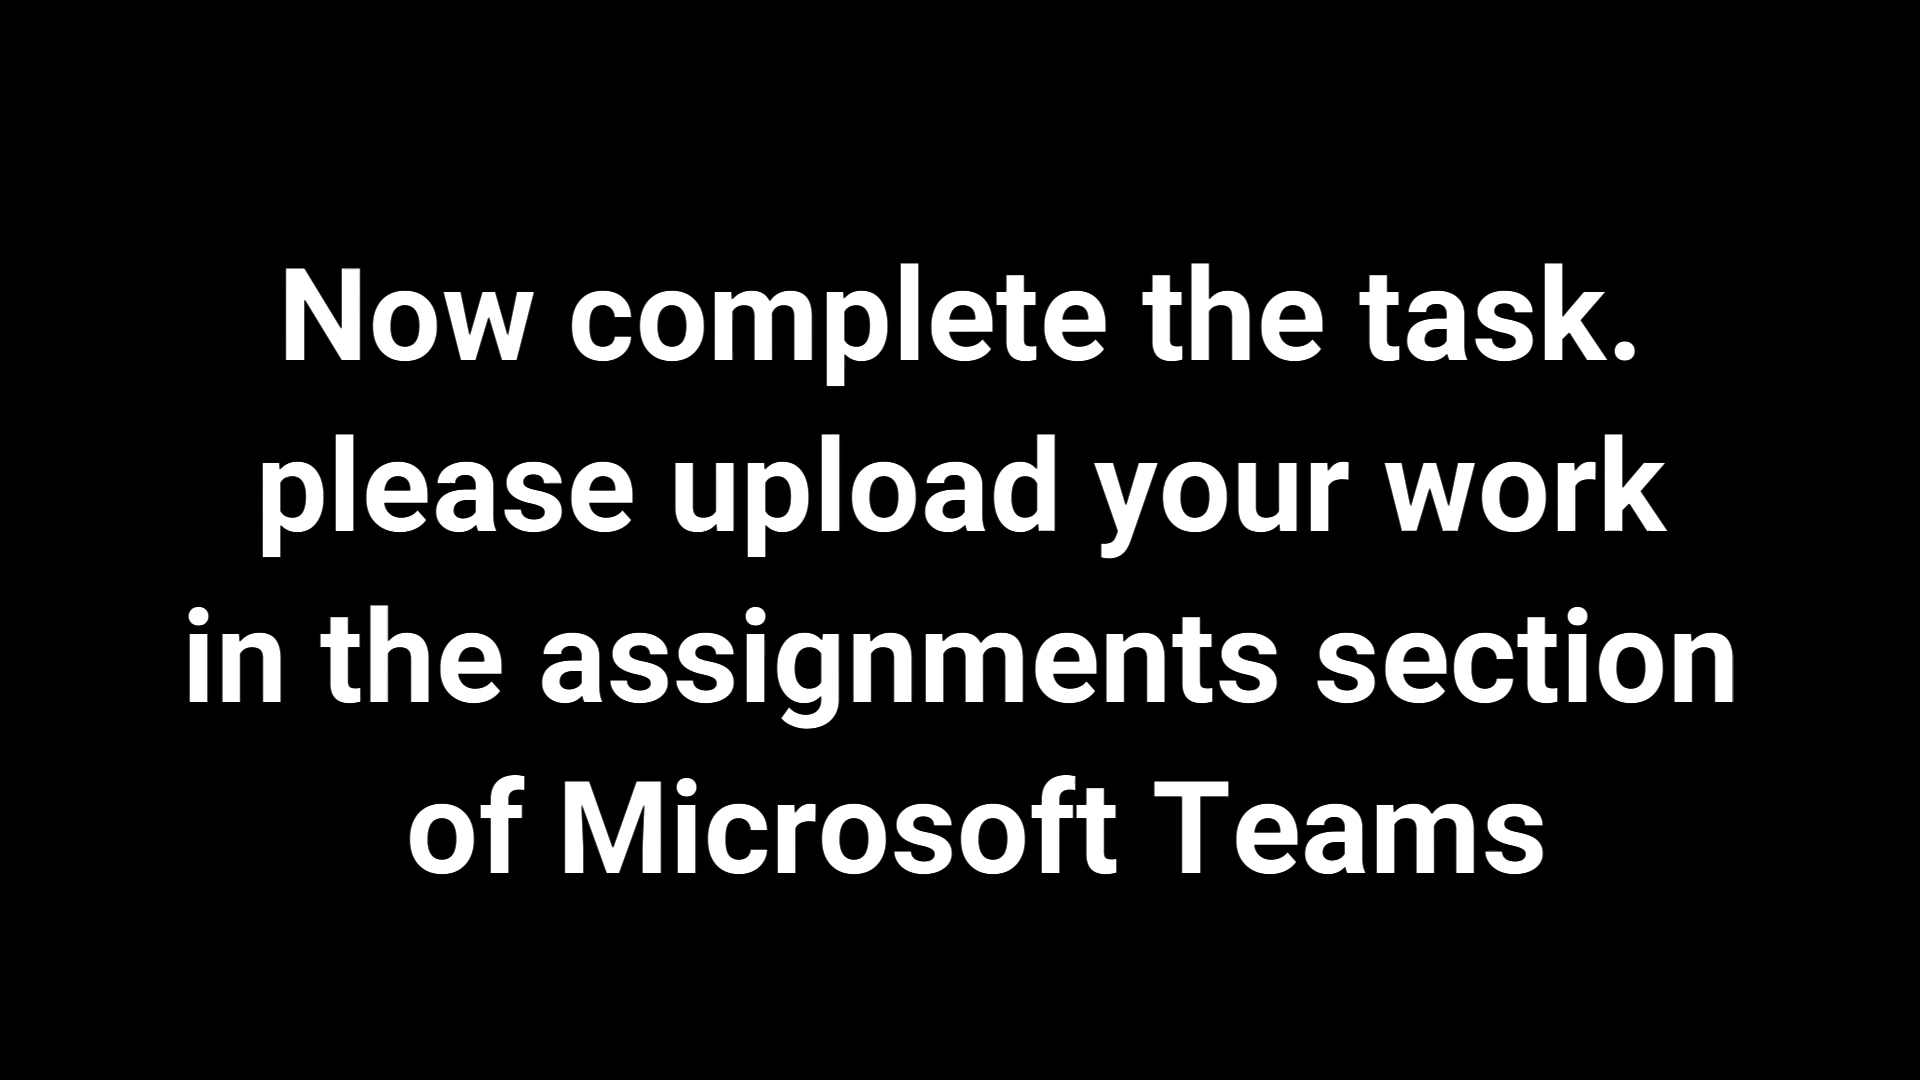 Now complete the task.
please upload your work
in the assignments section
of Microsoft Teams